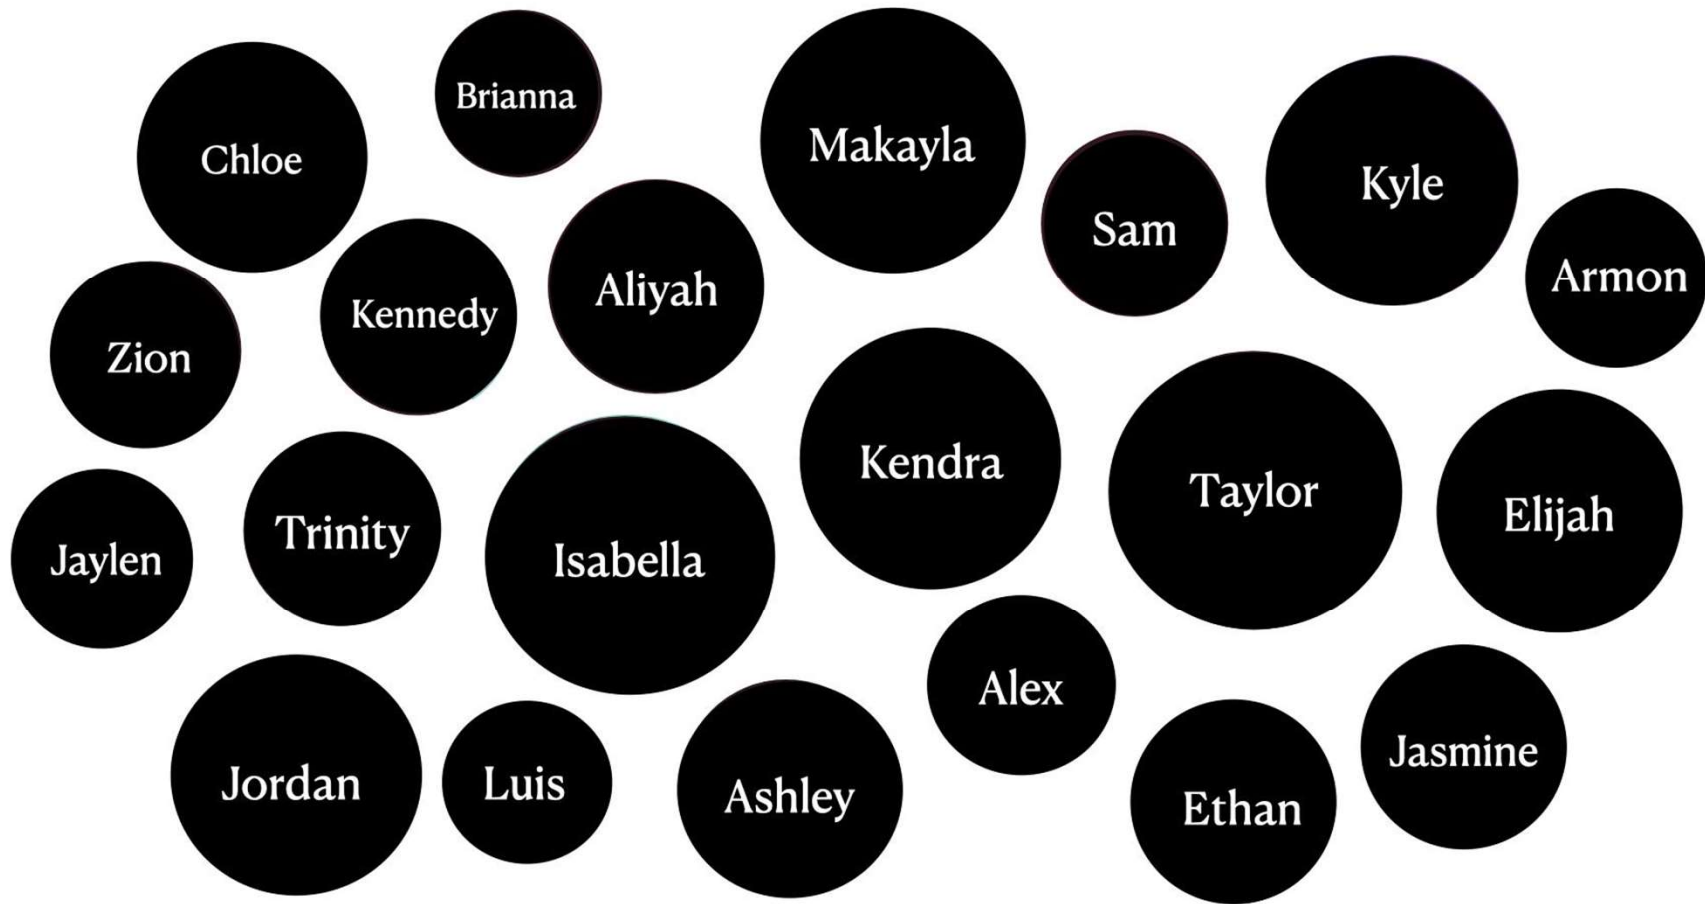 Brianna
Makayla
Chloe
Kyle
Sam
Armon
Aliyah
Kennedy
Zion
Kendra
Taylor
Elijah
Trinity
Jaylen
Isabella
Alex
Jasmine
Jordan
Luis
Ashley
Ethan